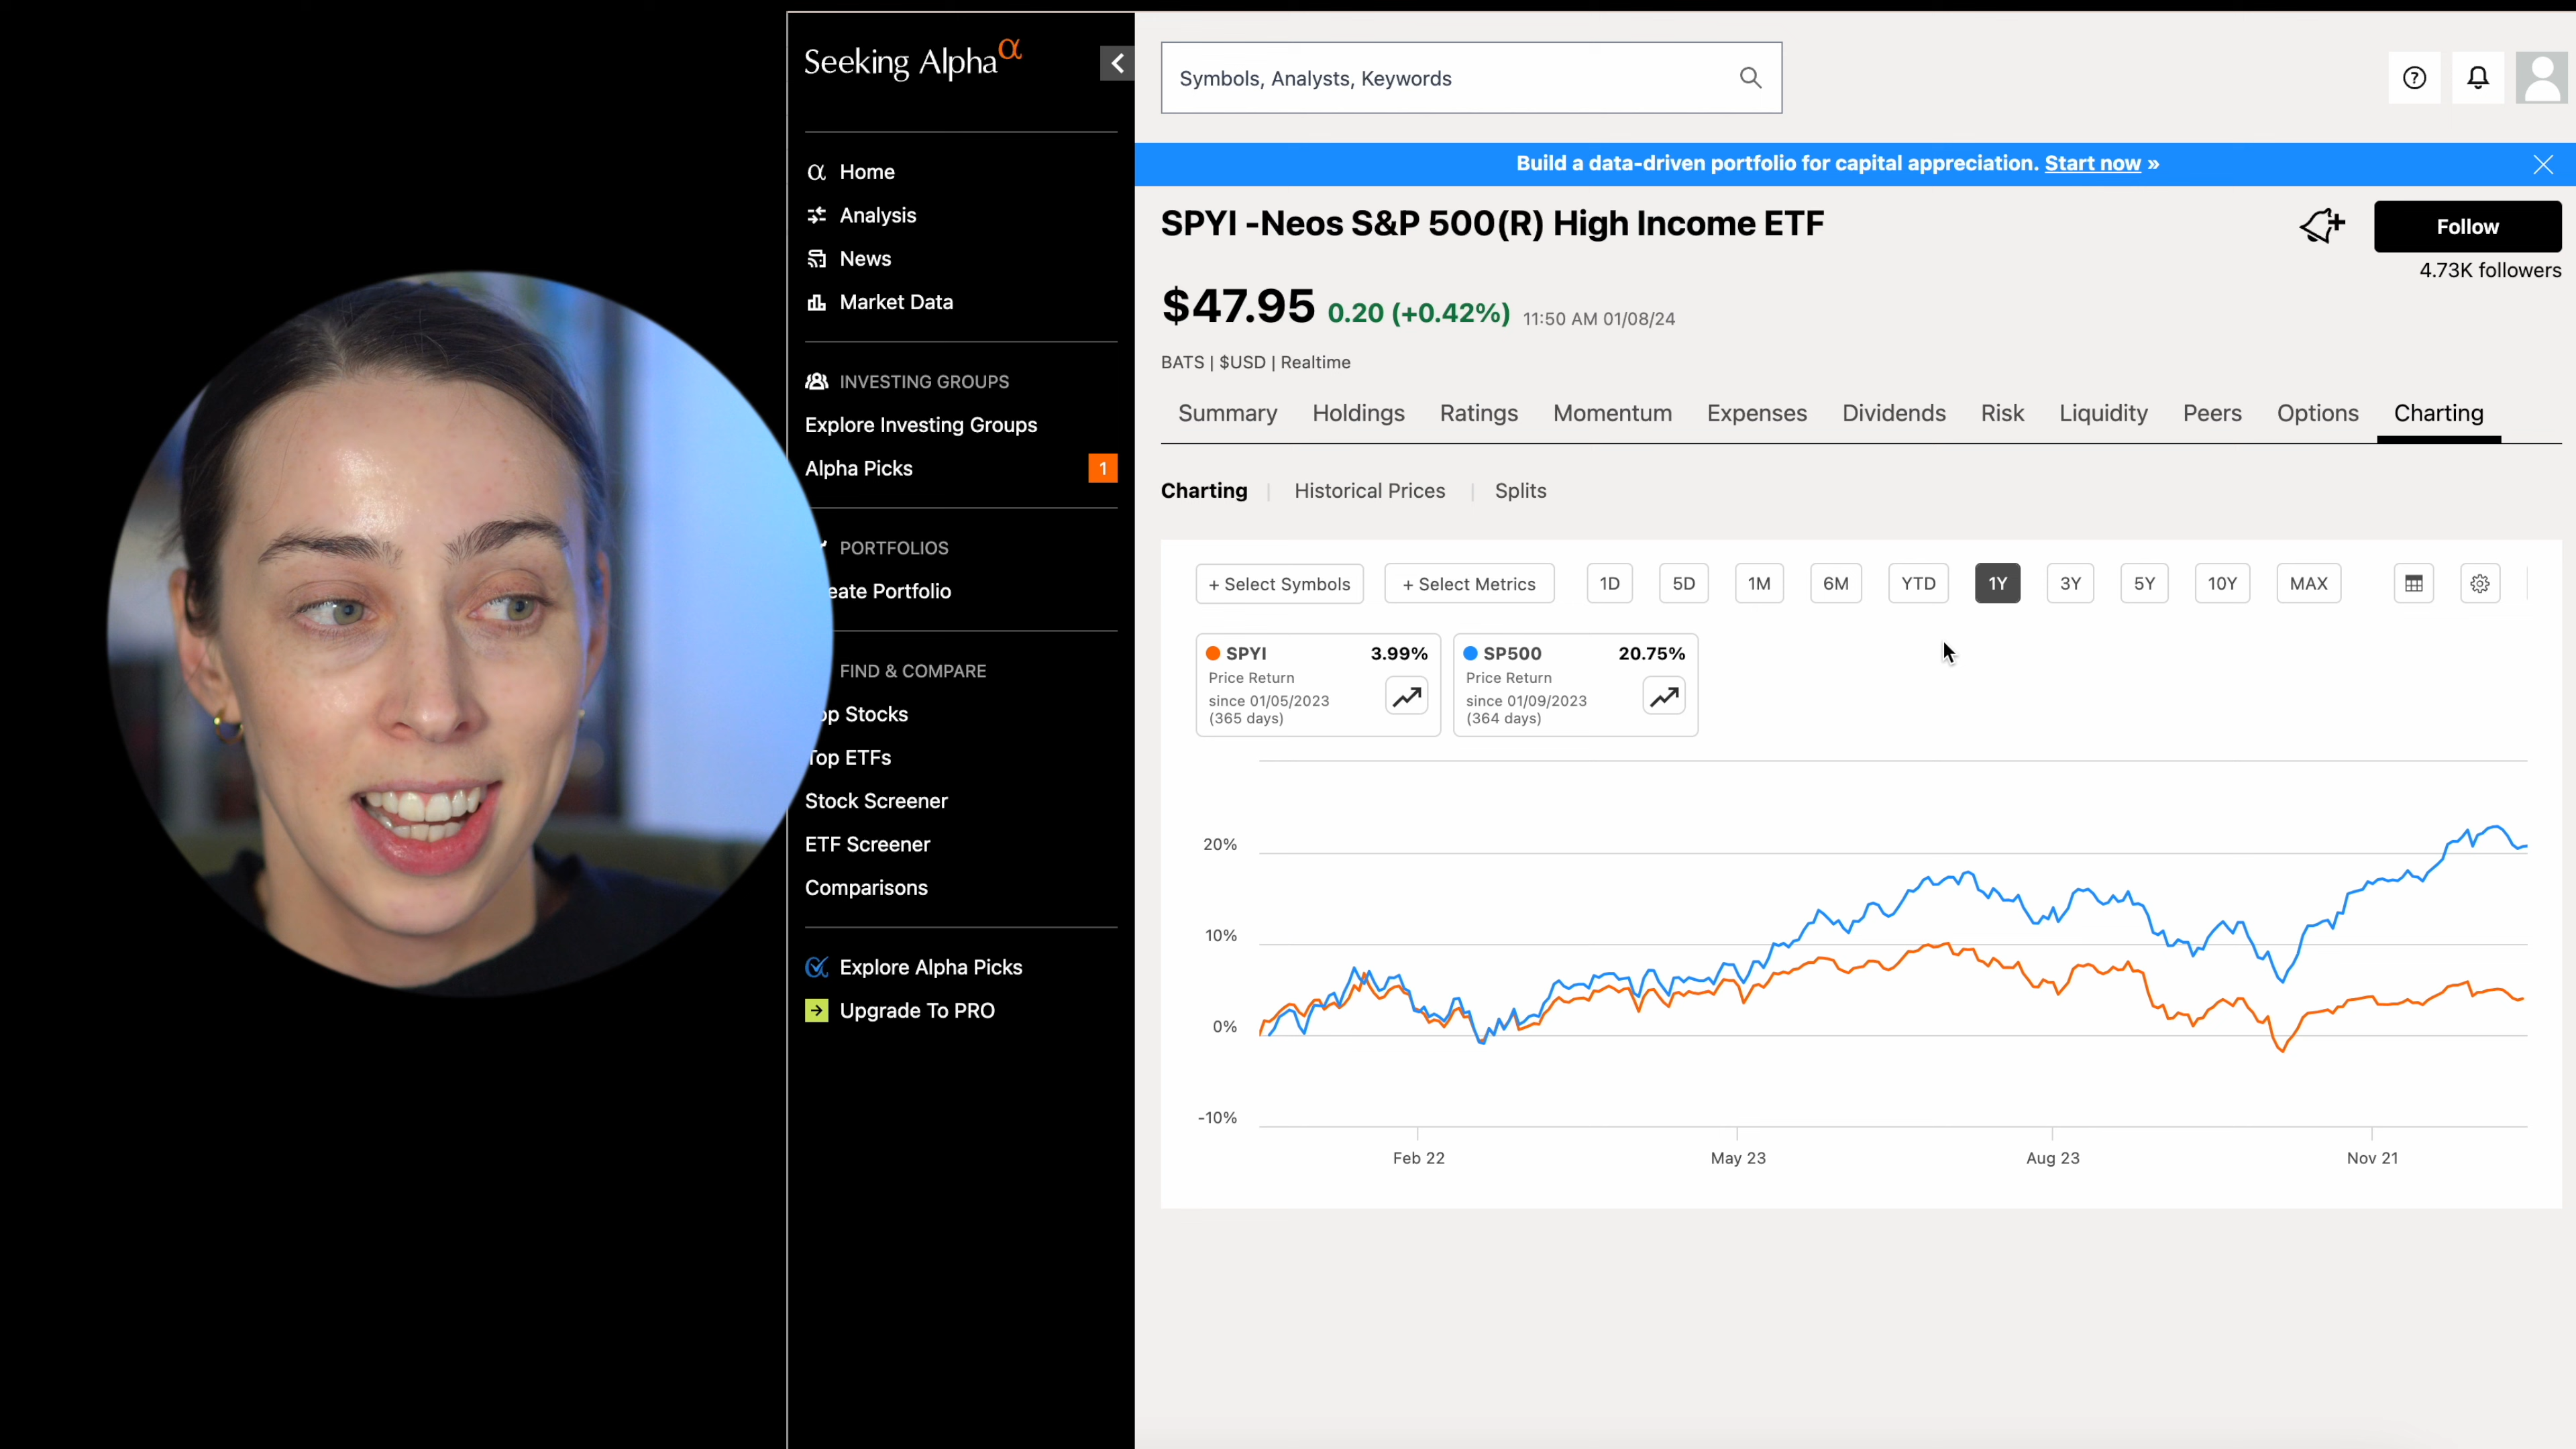 Seeking Alpha α
Home
Analysis
News
Market Data
INVESTING GROUPS
Explore Investing Groups
Alpha Picks 1
PORTFOLIOS
eate Portfolio
FIND & COMPARE
op Stocks
Top ETFs
Stock Screener
ETF Screener
Comparisons
Explore Alpha Picks
Upgrade To PRO
Symbols, Analysts, Keywords
Build a data-driven portfolio for capital appreciation. Start now »
SPYI -Neos S&P 500(R) High Income ETF
Follow
4.73K followers
$47.95 0.20 (+0.42%) 11:50 AM 01/08/24
BATS | $USD | Realtime
Summary Holdings Ratings Momentum Expenses Dividends Risk Liquidity Peers Options Charting
Charting | Historical Prices | Splits
+ Select Symbols + Select Metrics 1D 5D 1M 6M YTD 1Y 3Y 5Y 10Y MAX
SPYI 3.99%
Price Return
since 01/05/2023
(365 days)
SP500 20.75%
Price Return
since 01/09/2023
(364 days)
20%
10%
0%
-10%
Feb 22 May 23 Aug 23 Nov 21